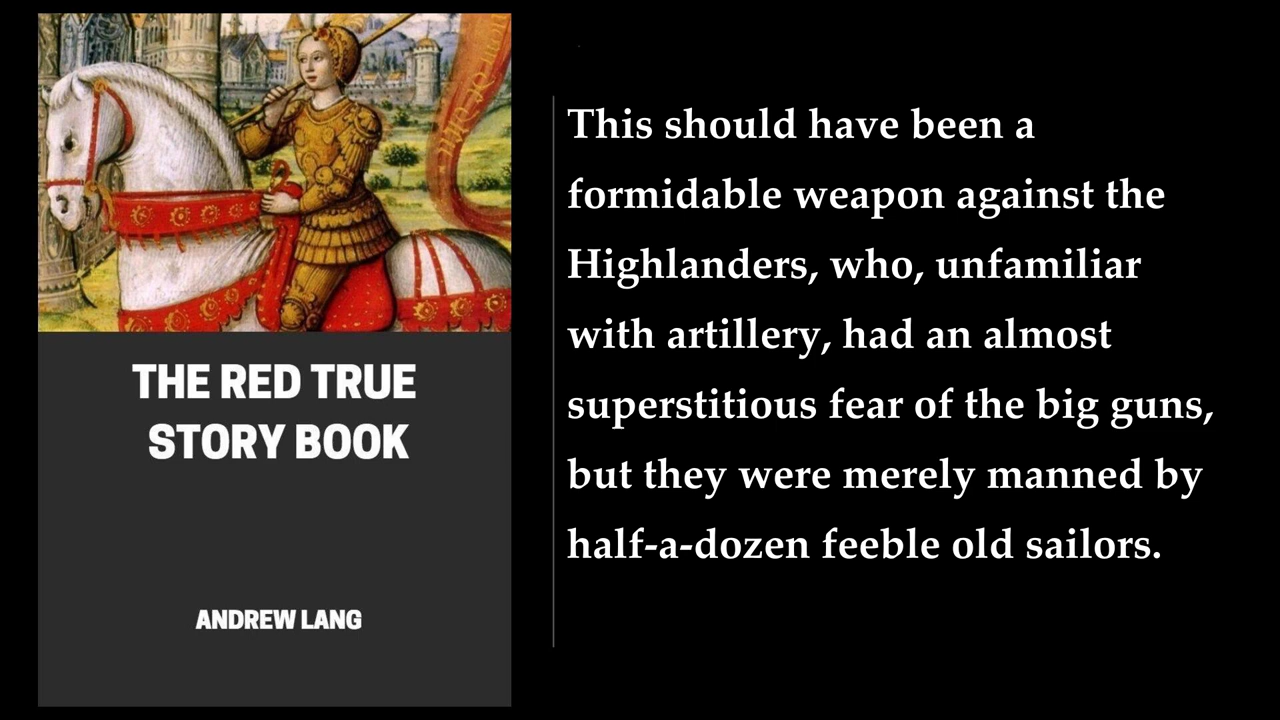 THE RED TRUE
STORY BOOK
ANDREW LANG
This should have been a
formidable weapon against the
Highlanders, who, unfamiliar
with artillery, had an almost
superstitious fear of the big guns,
but they were merely manned by
half-a-dozen feeble old sailors.